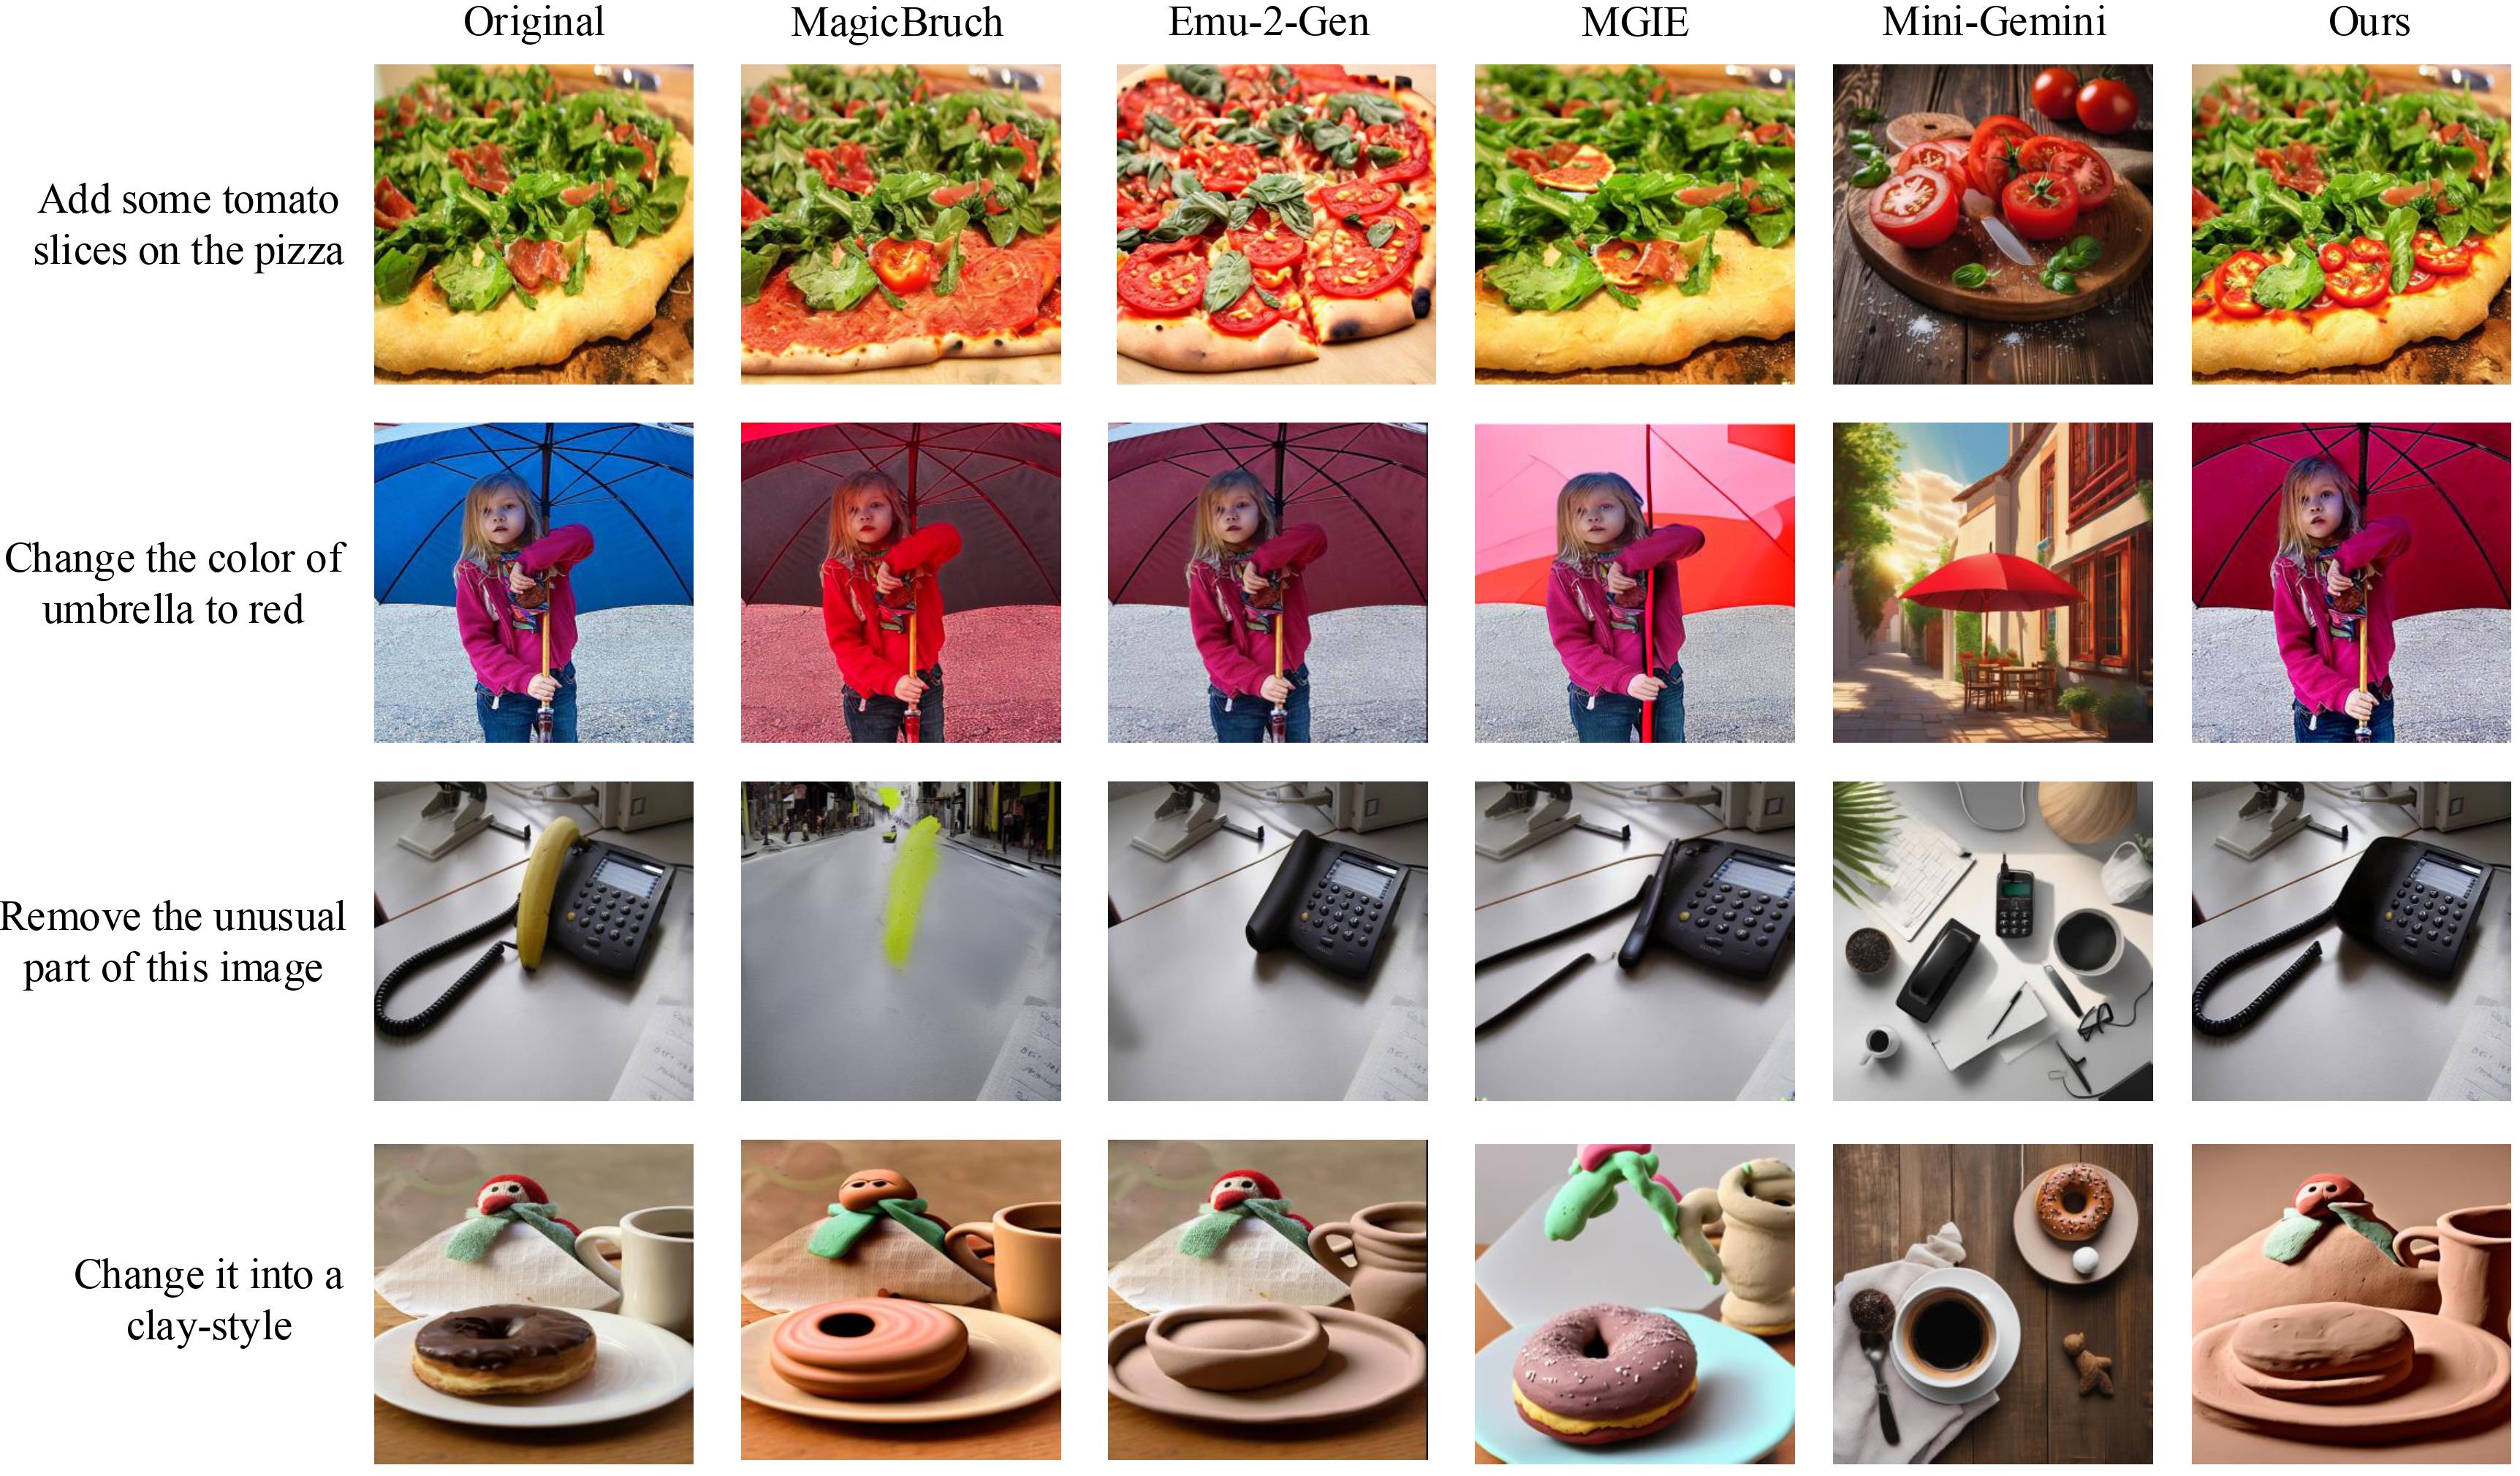 Original MagicBruch Emu-2-Gen MGIE Mini-Gemini Ours
Add some tomato
slices on the pizza
Change the color of
umbrella to red
Remove the unusual
part of this image
Change it into a
clay-style